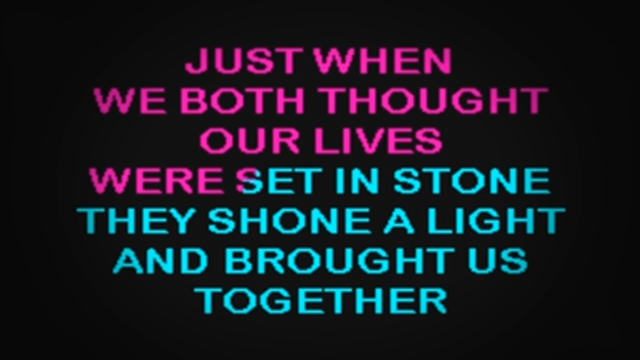 JUST WHEN
WE BOTH THOUGHT
OUR LIVES
WERE SET IN STONE
THEY SHONE A LIGHT
AND BROUGHT US
TOGETHER